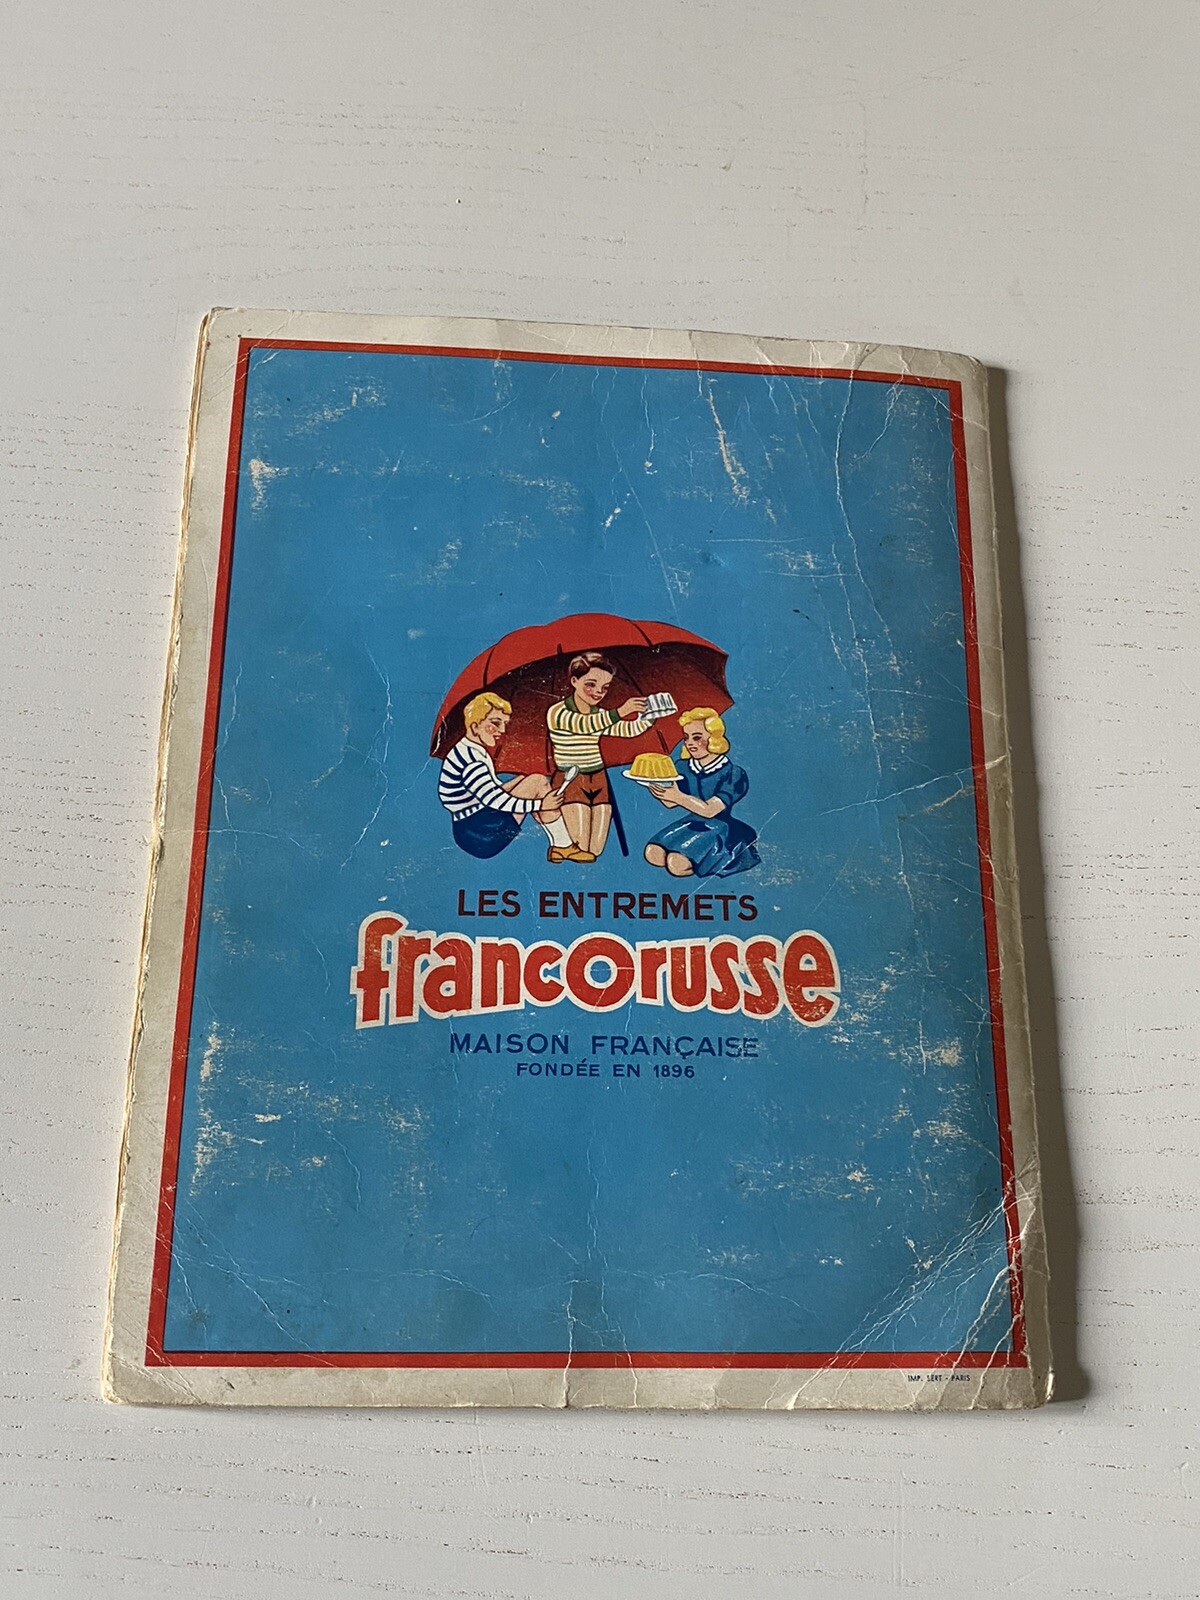 LES ENTREMETS
francorusse
MAISON FRANÇAISE
FONDÉE EN 1896
IMP. SERT - PARIS